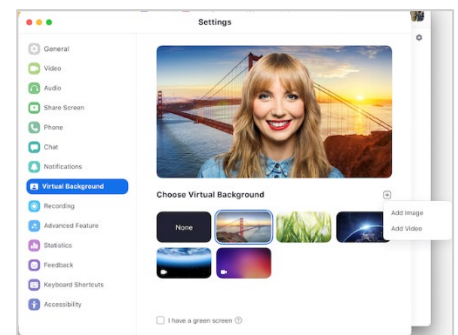 Settings
General
Video
Audio
Share Screen
Phone
Chat
Notifications
Virtual Background
Recording
Advanced Feature
Statistics
Feedback
Keyboard Shortcuts
Accessibility
Choose Virtual Background
Add Image
Add Video
None
I have a green screen